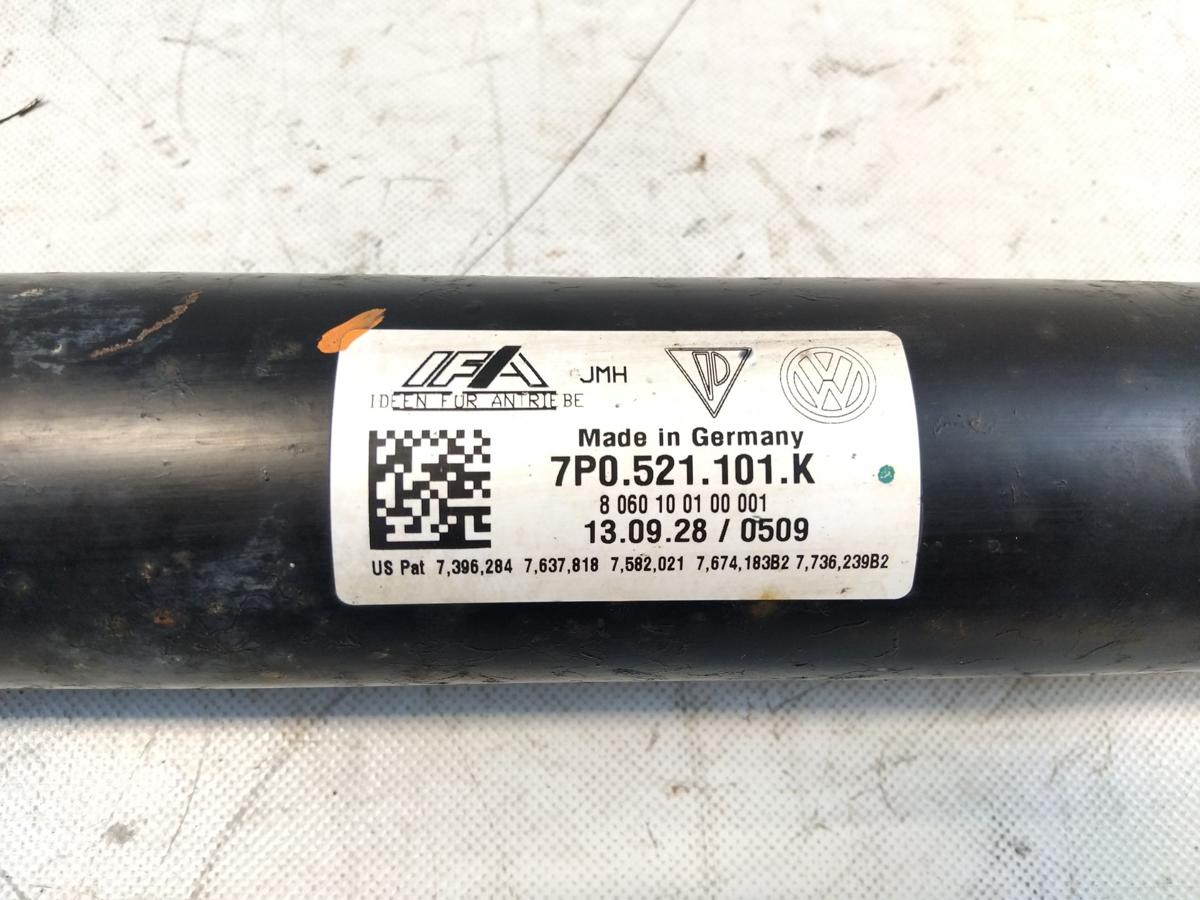 IFA JMH VW
IDEEN FÜR ANTRIEBE
Made in Germany
7P0.521.101.K
8 060 10 01 00 001
13.09.28 / 0509
US Pat 7,396,284 7,637,818 7,582,021 7,674,183B2 7,736,239B2